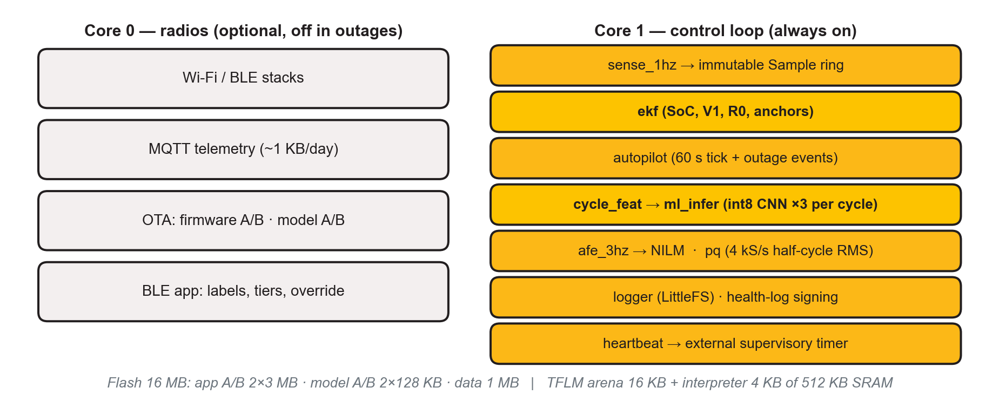 Core 0 — radios (optional, off in outages)
Wi-Fi / BLE stacks
MQTT telemetry (~1 KB/day)
OTA: firmware A/B · model A/B
BLE app: labels, tiers, override
Core 1 — control loop (always on)
sense_1hz → immutable Sample ring
ekf (SoC, V1, R0, anchors)
autopilot (60 s tick + outage events)
cycle_feat → ml_infer (int8 CNN ×3 per cycle)
afe_3hz → NILM · pq (4 kS/s half-cycle RMS)
logger (LittleFS) · health-log signing
heartbeat → external supervisory timer
Flash 16 MB: app A/B 2×3 MB · model A/B 2×128 KB · data 1 MB | TFLM arena 16 KB + interpreter 4 KB of 512 KB SRAM